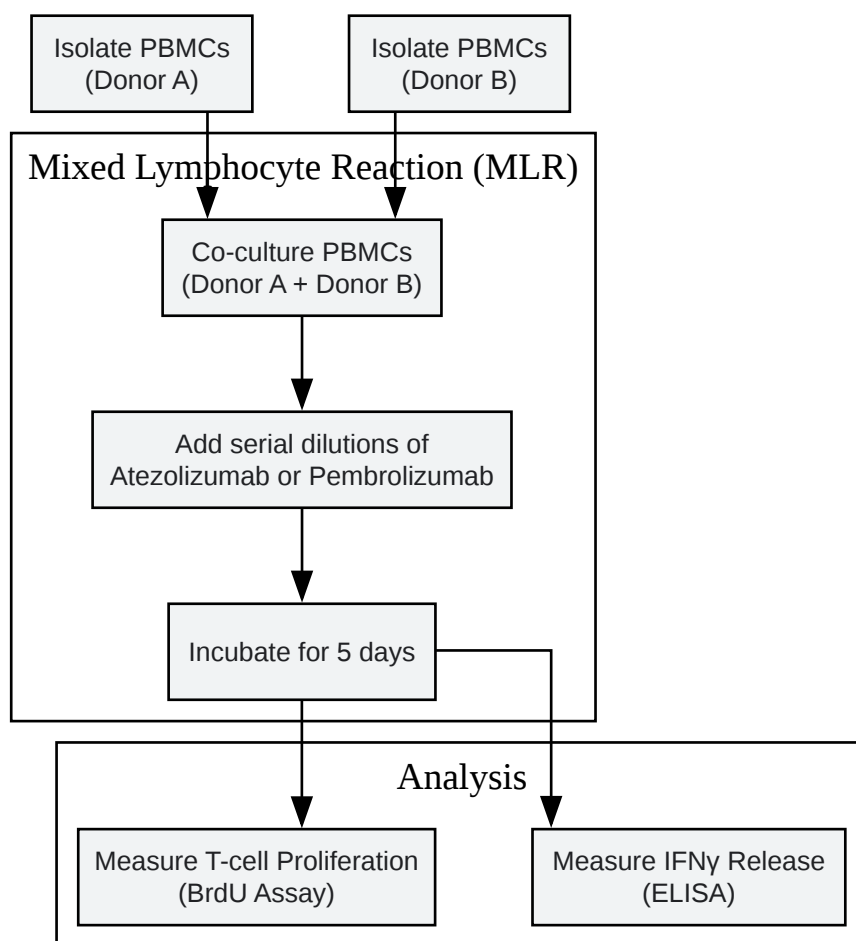 Isolate PBMCs
(Donor A)
Isolate PBMCs
(Donor B)
Mixed Lymphocyte Reaction (MLR)
Co-culture PBMCs
(Donor A + Donor B)
Add serial dilutions of
Atezolizumab or Pembrolizumab
Incubate for 5 days
Analysis
Measure T-cell Proliferation
(BrdU Assay)
Measure IFNγ Release
(ELISA)